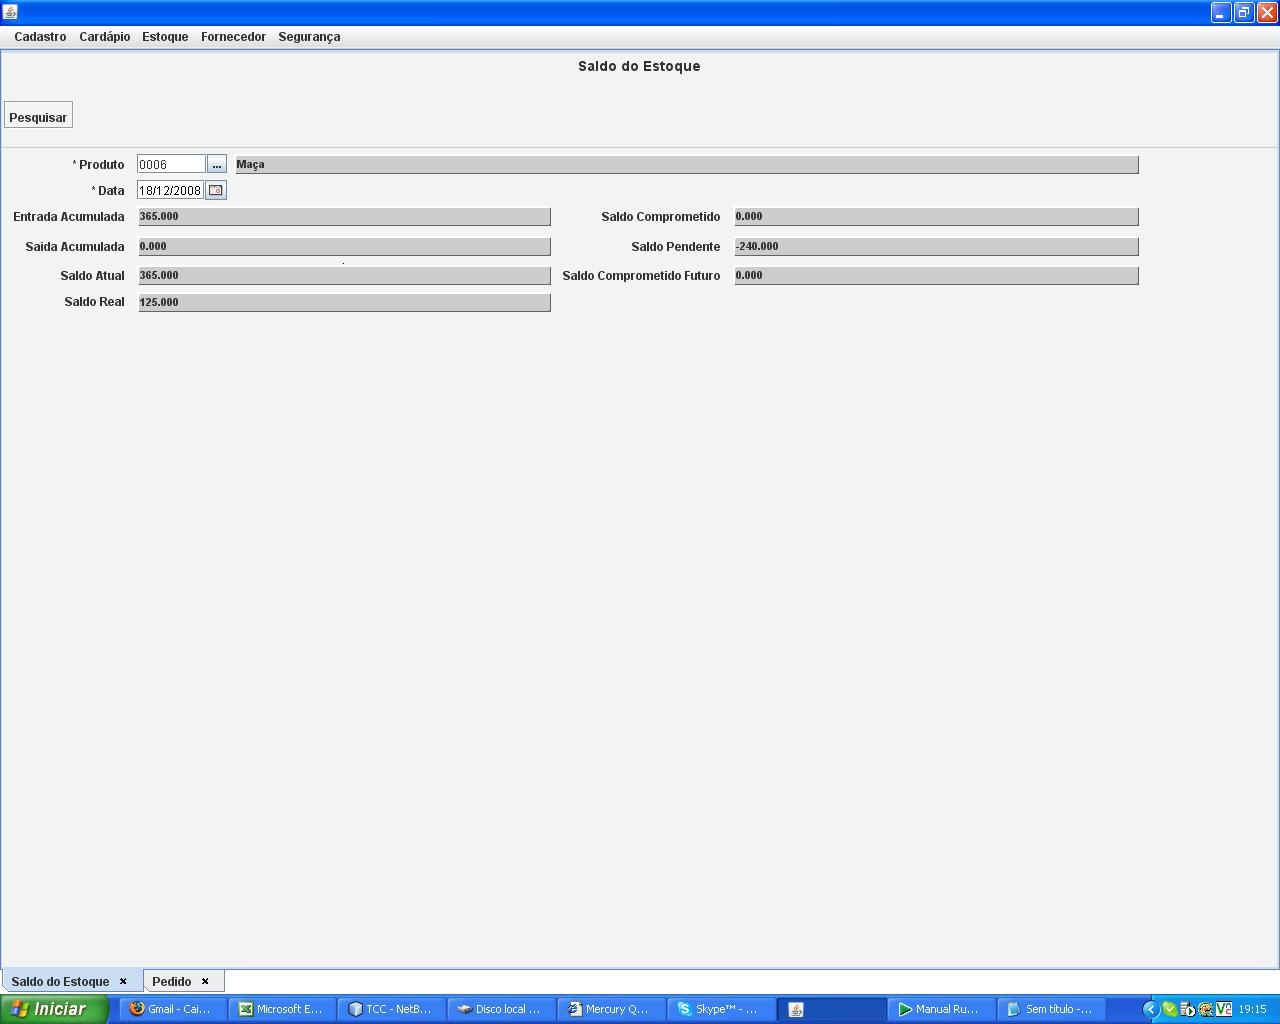 Cadastro Cardápio Estoque Fornecedor Segurança
Saldo do Estoque
Pesquisar
* Produto 0006 ... Maça
* Data 18/12/2008
Entrada Acumulada 365.000 Saldo Comprometido 0.000
Saida Acumulada 0.000 Saldo Pendente -240.000
Saldo Atual 365.000 Saldo Comprometido Futuro 0.000
Saldo Real 125.000
Saldo do Estoque × Pedido ×
Iniciar Gmail - Cai... Microsoft E... TCC - NetB... Disco local ... Mercury Q... Skype™ - ... Manual Ru... Sem título -... 19:15